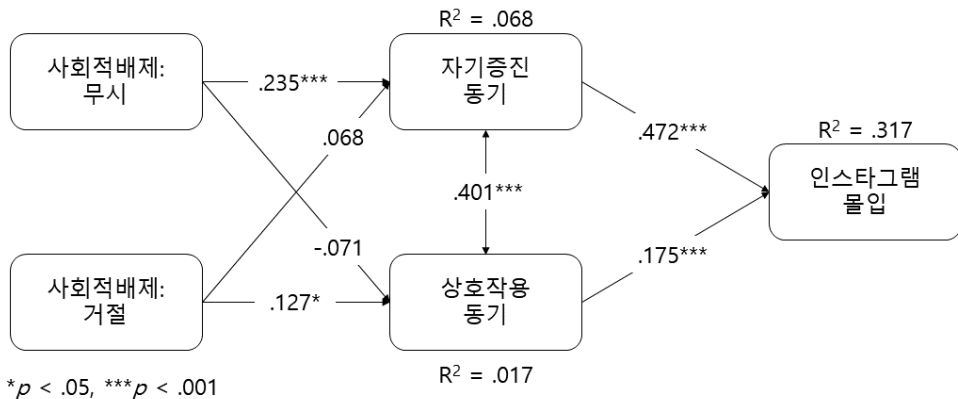 R² = .068
사회적배제:
무시
.235***
자기증진
동기
.068
.472***
R² = .317
인스타그램
몰입
.401***
-.071
.175***
사회적배제:
거절
.127*
상호작용
동기
R² = .017
*p < .05, ***p < .001